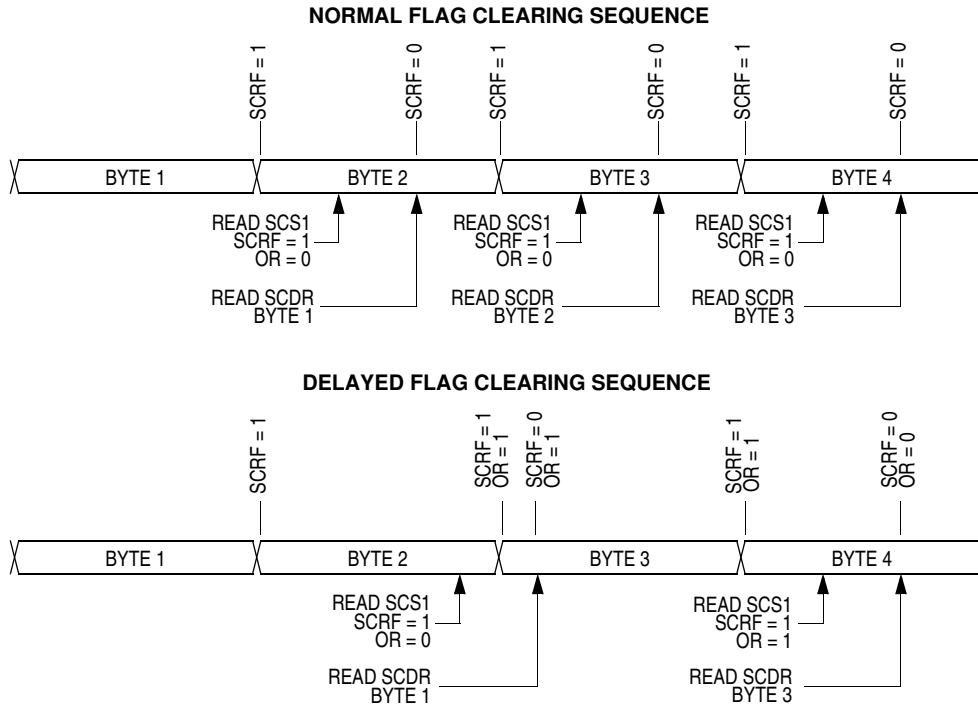 NORMAL FLAG CLEARING SEQUENCE
SCRF = 1
SCRF = 0
SCRF = 1
SCRF = 0
SCRF = 1
SCRF = 0
BYTE 1
BYTE 2
BYTE 3
BYTE 4
READ SCS1
SCRF = 1
OR = 0
READ SCDR
BYTE 1
READ SCS1
SCRF = 1
OR = 0
READ SCDR
BYTE 2
READ SCS1
SCRF = 1
OR = 0
READ SCDR
BYTE 3
DELAYED FLAG CLEARING SEQUENCE
SCRF = 1
SCRF = 1
OR = 1
SCRF = 0
OR = 1
SCRF = 1
OR = 1
SCRF = 0
OR = 0
BYTE 1
BYTE 2
BYTE 3
BYTE 4
READ SCS1
SCRF = 1
OR = 0
READ SCDR
BYTE 1
READ SCS1
SCRF = 1
OR = 1
READ SCDR
BYTE 3